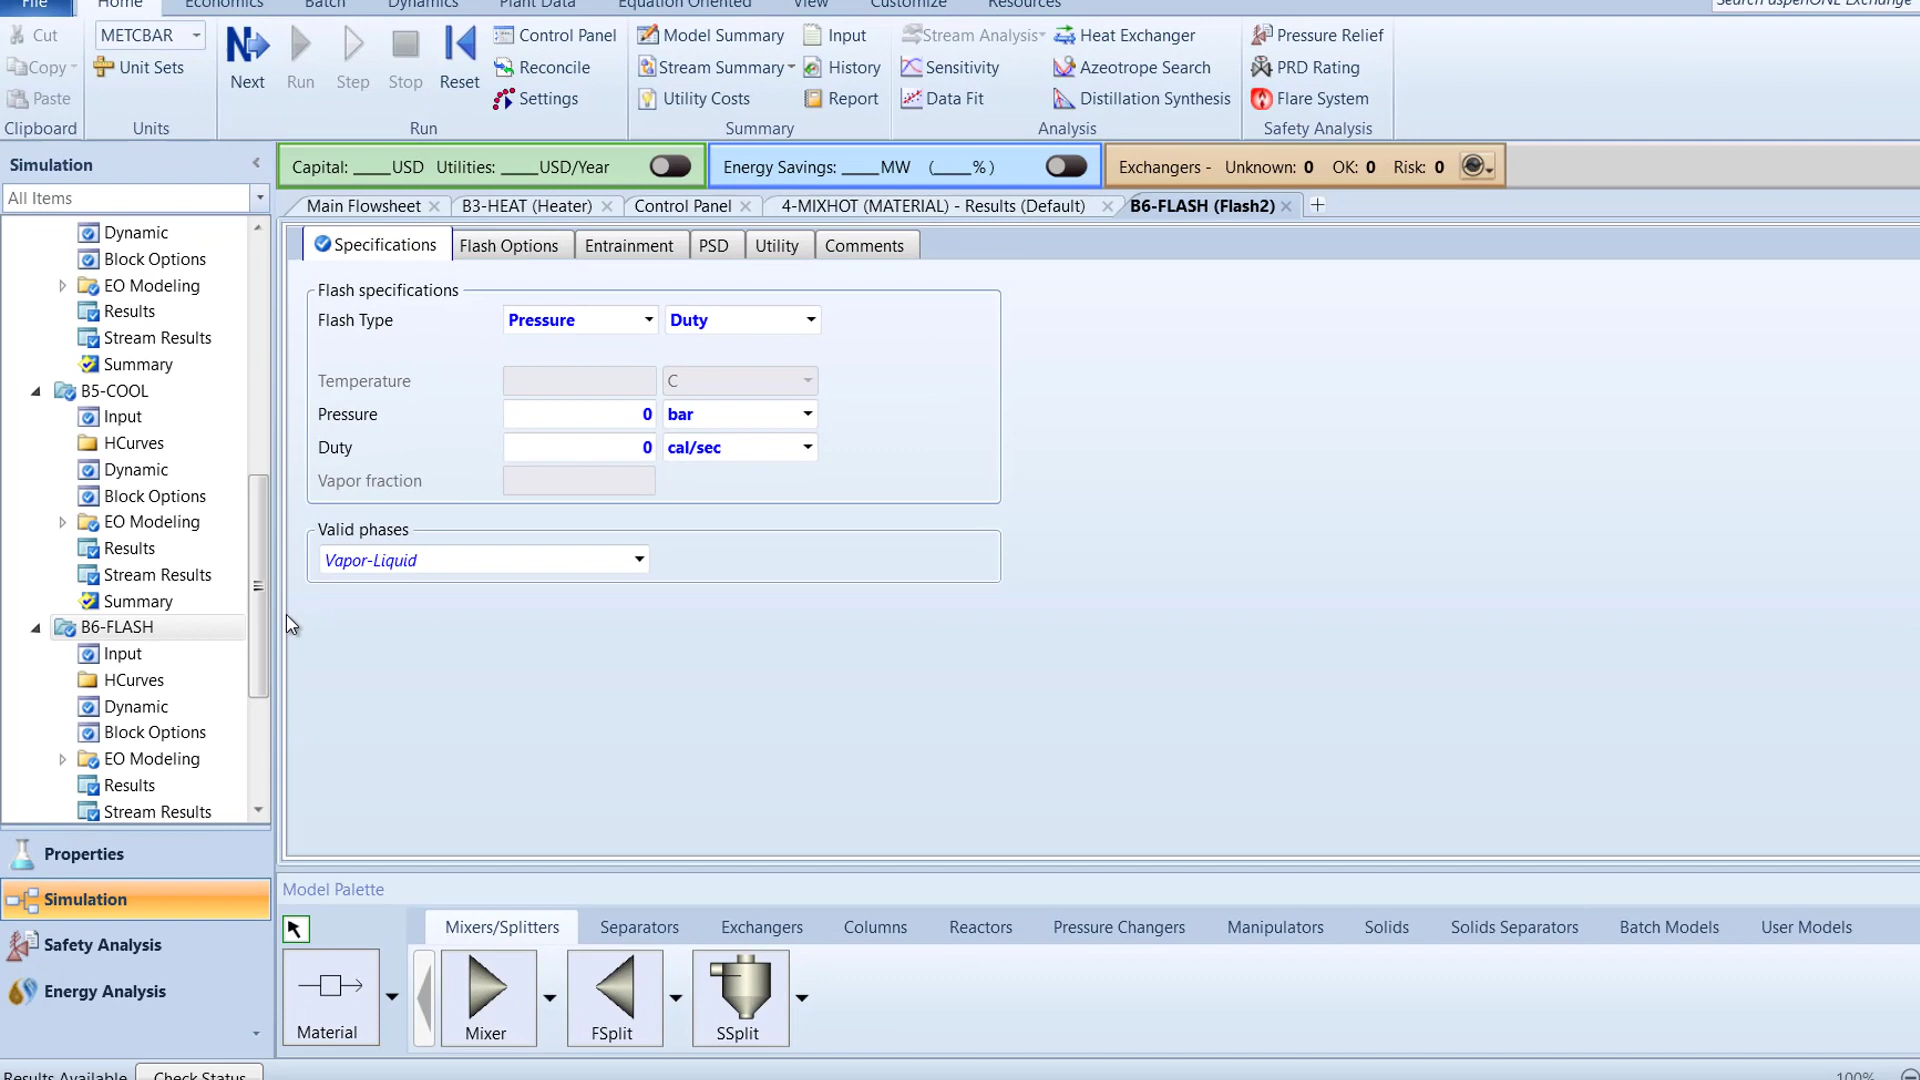 File Home Economics Batch Dynamics Plant Data Equation Oriented View Customize Resources Search aspenONE Exchange
Cut METCBAR Control Panel Model Summary Input Stream Analysis Heat Exchanger Pressure Relief
Copy Unit Sets Next Run Step Stop Reset Reconcile Stream Summary History Sensitivity Azeotrope Search PRD Rating
Paste Settings Utility Costs Report Data Fit Distillation Synthesis Flare System
Clipboard Units Run Summary Analysis Safety Analysis
Simulation
Capital: ____USD Utilities: ____USD/Year Energy Savings: ____MW (____%) Exchangers - Unknown: 0 OK: 0 Risk: 0
All Items
Main Flowsheet B3-HEAT (Heater) Control Panel 4-MIXHOT (MATERIAL) - Results (Default) B6-FLASH (Flash2)
Specifications Flash Options Entrainment PSD Utility Comments
Dynamic
Block Options
EO Modeling
Results
Stream Results
Summary
B5-COOL
Input
HCurves
Dynamic
Block Options
EO Modeling
Results
Stream Results
Summary
B6-FLASH
Input
HCurves
Dynamic
Block Options
EO Modeling
Results
Stream Results
Flash specifications
Flash Type Pressure Duty
Temperature C
Pressure 0 bar
Duty 0 cal/sec
Vapor fraction
Valid phases
Vapor-Liquid
Properties
Simulation
Safety Analysis
Energy Analysis
Model Palette
Mixers/Splitters Separators Exchangers Columns Reactors Pressure Changers Manipulators Solids Solids Separators Batch Models User Models
Material Mixer FSplit SSplit
Results Available Check Status 100%